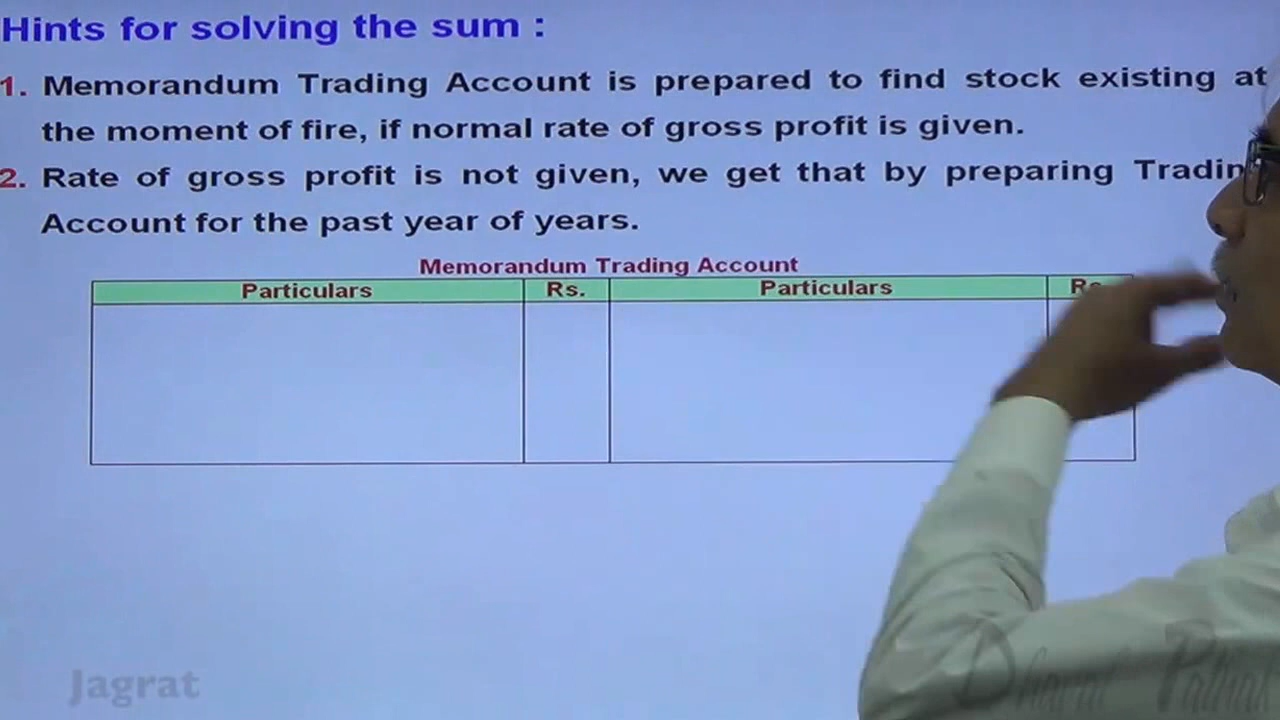 Hints for solving the sum :
1. Memorandum Trading Account is prepared to find stock existing at
the moment of fire, if normal rate of gross profit is given.
2. Rate of gross profit is not given, we get that by preparing
Account for the past year of years.
Memorandum Trading Account
Particulars Rs. Particulars
Jagrat